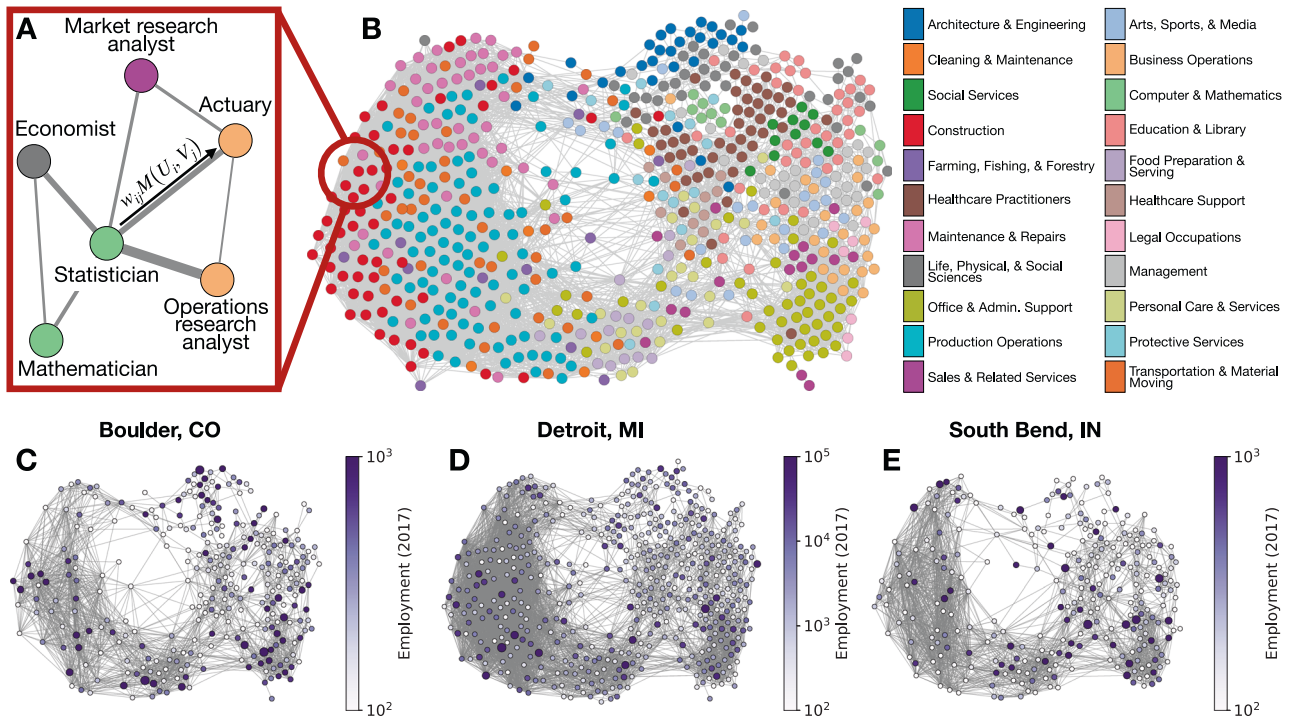 A
Market research
analyst
Actuary
Economist
w_{ij}M(U_i,V_j)
Statistician
Operations
research
analyst
Mathematician
B
Architecture & Engineering
Cleaning & Maintenance
Social Services
Construction
Farming, Fishing, & Forestry
Healthcare Practitioners
Maintenance & Repairs
Life, Physical, & Social
Sciences
Office & Admin. Support
Production Operations
Sales & Related Services
Arts, Sports, & Media
Business Operations
Computer & Mathematics
Education & Library
Food Preparation &
Serving
Healthcare Support
Legal Occupations
Management
Personal Care & Services
Protective Services
Transportation & Material
Moving
Boulder, CO
C
10³
Employment (2017)
10²
Detroit, MI
D
10⁵
10⁴
10³
10²
Employment (2017)
South Bend, IN
E
10³
Employment (2017)
10²